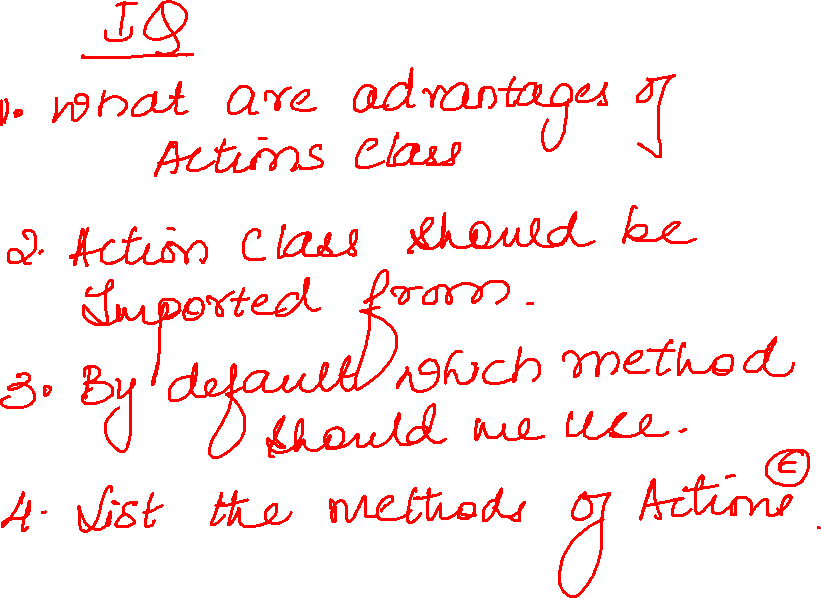 IQ
1. What are advantages of
Actions Class
2. Action Class should be
Imported from.
3. By default which method
should we use.
4. List the methods of Actions
E